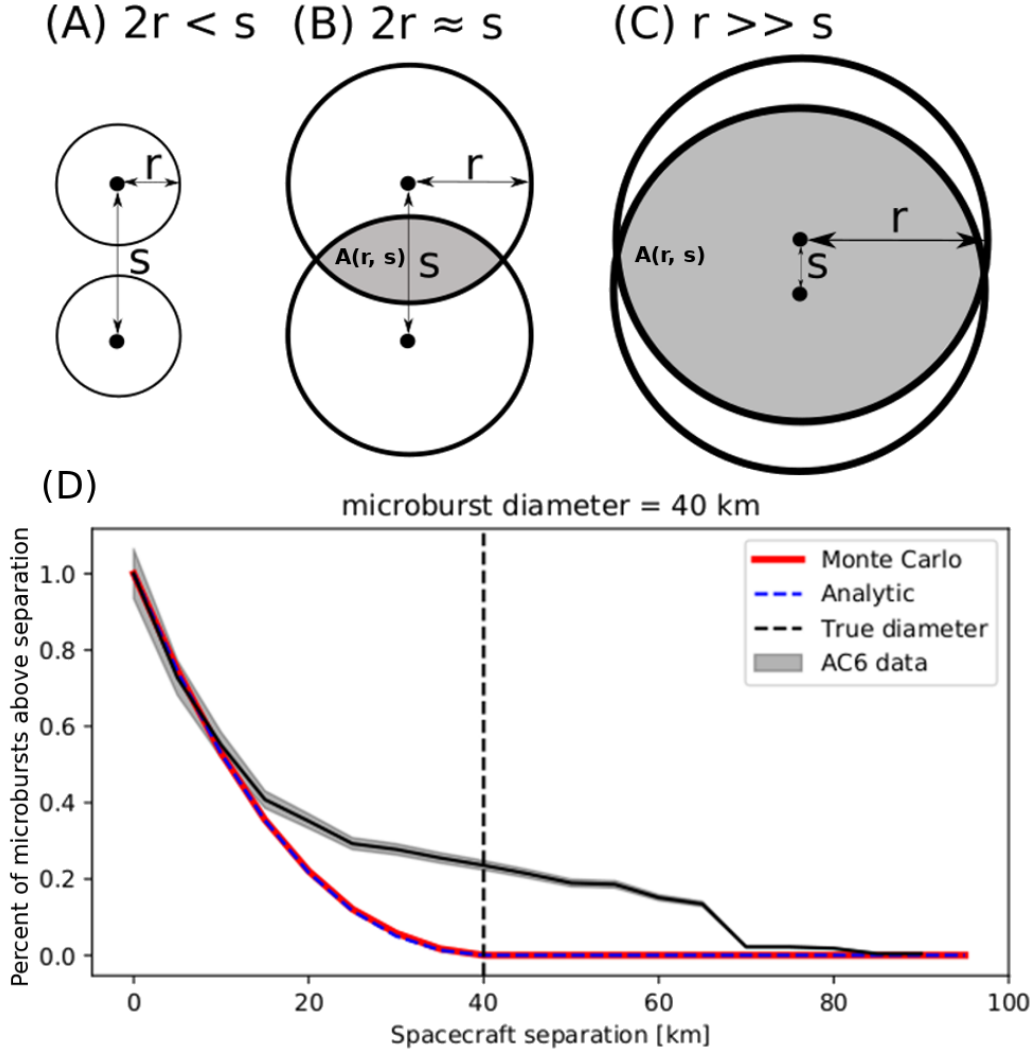 (A) 2r < s
(B) 2r ≈ s
(C) r >> s
r
s
r
A(r, s)
s
r
A(r, s)
s
(D)
microburst diameter = 40 km
Percent of microbursts above separation
1.0
0.8
0.6
0.4
0.2
0.0
Monte Carlo
Analytic
True diameter
AC6 data
0
20
40
60
80
100
Spacecraft separation [km]